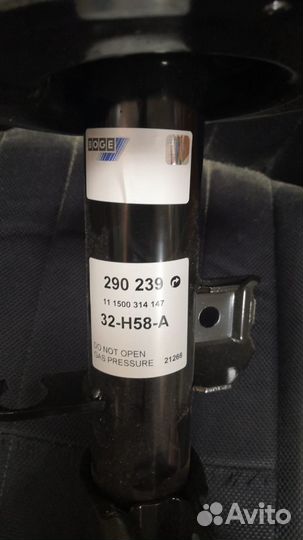 BOGE
290 239
11 1500 314 147
32-H58-A
DO NOT OPEN
GAS PRESSURE 21266
Avito